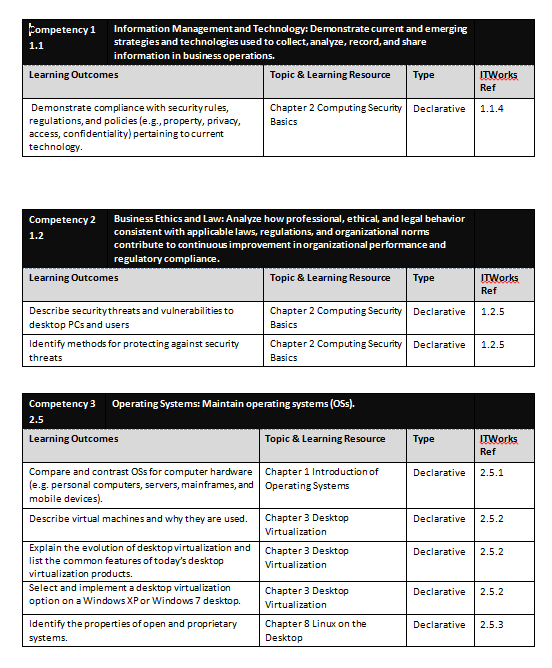 Competency 1
1.1
Information Management and Technology: Demonstrate current and emerging
strategies and technologies used to collect, analyze, record, and share
information in business operations.
Learning Outcomes
Topic & Learning Resource
Type
ITWorks
Ref
Demonstrate compliance with security rules,
regulations, and policies (e.g., property, privacy,
access, confidentiality) pertaining to current
technology.
Chapter 2 Computing Security
Basics
Declarative
1.1.4
Competency 2
1.2
Business Ethics and Law: Analyze how professional, ethical, and legal behavior
consistent with applicable laws, regulations, and organizational norms
contribute to continuous improvement in organizational performance and
regulatory compliance.
Learning Outcomes
Topic & Learning Resource
Type
ITWorks
Ref
Describe security threats and vulnerabilities to
desktop PCs and users
Chapter 2 Computing Security
Basics
Declarative
1.2.5
Identify methods for protecting against security
threats
Chapter 2 Computing Security
Basics
Declarative
1.2.5
Competency 3
2.5
Operating Systems: Maintain operating systems (OSs).
Learning Outcomes
Topic & Learning Resource
Type
ITWorks
Ref
Compare and contrast OSs for computer hardware
(e.g. personal computers, servers, mainframes, and
mobile devices).
Chapter 1 Introduction of
Operating Systems
Declarative
2.5.1
Describe virtual machines and why they are used.
Chapter 3 Desktop
Virtualization
Declarative
2.5.2
Explain the evolution of desktop virtualization and
list the common features of today's desktop
virtualization products.
Chapter 3 Desktop
Virtualization
Declarative
2.5.2
Select and implement a desktop virtualization
option on a Windows XP or Windows 7 desktop.
Chapter 3 Desktop
Virtualization
Declarative
2.5.2
Identify the properties of open and proprietary
systems.
Chapter 8 Linux on the
Desktop
Declarative
2.5.3